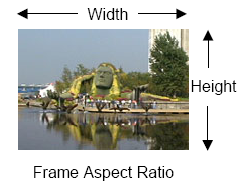 Width
Height
Frame Aspect Ratio